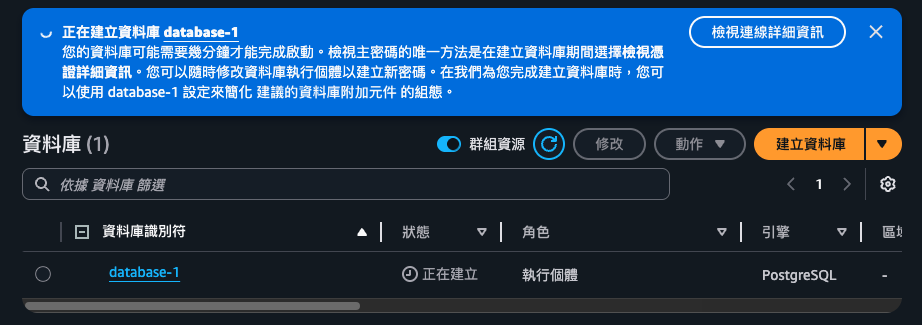 正在建立資料庫 database-1
您的資料庫可能需要幾分鐘才能完成啟動。檢視主密碼的唯一方法是在建立資料庫期間選擇檢視憑
證詳細資訊。您可以隨時修改資料庫執行個體以建立新密碼。在我們為您完成建立資料庫時，您可
以使用 database-1 設定來簡化 建議的資料庫附加元件 的組態。
檢視連線詳細資訊
資料庫 (1)
群組資源
修改
動作
建立資料庫
依據 資料庫 篩選
1
資料庫識別符
狀態
角色
引擎
區域
database-1
正在建立
執行個體
PostgreSQL
-